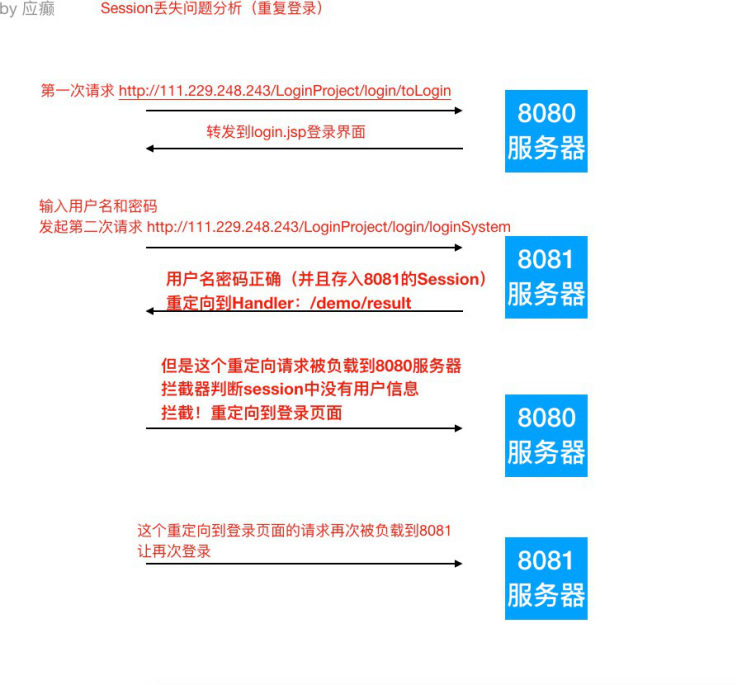 by 应癫
Session丢失问题分析（重复登录）
第一次请求 http://111.229.248.243/LoginProject/login/toLogin
8080
服务器
转发到login.jsp登录界面
输入用户名和密码
发起第二次请求 http://111.229.248.243/LoginProject/login/loginSystem
8081
服务器
用户名密码正确（并且存入8081的Session）
重定向到Handler：/demo/result
但是这个重定向请求被负载到8080服务器
拦截器判断session中没有用户信息
拦截！重定向到登录页面
8080
服务器
这个重定向到登录页面的请求再次被负载到8081
让再次登录
8081
服务器